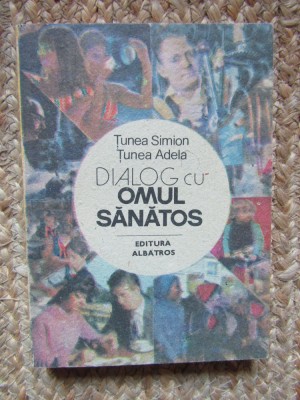 Țunea Simion
Țunea Adela
DIALOG cu
OMUL
SĂNĂTOS
EDITURA
ALBATROS